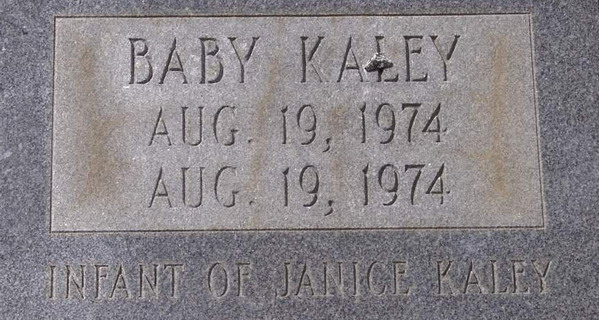 BABY KALEY
AUG. 19, 1974
AUG. 19, 1974
INFANT OF JANICE KALEY